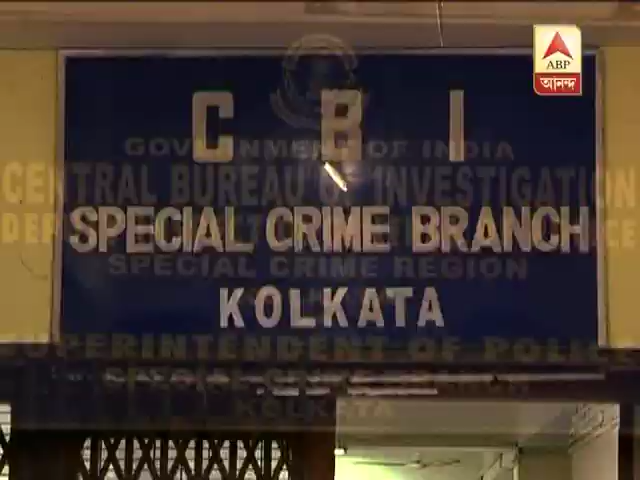 ABP
আনন্দ
C B I
GOVERNMENT OF INDIA
CENTRAL BUREAU OF INVESTIGATION
SPECIAL CRIME BRANCH
SPECIAL CRIME REGION
KOLKATA
SUPERINTENDENT OF POLICE
KOLKATA